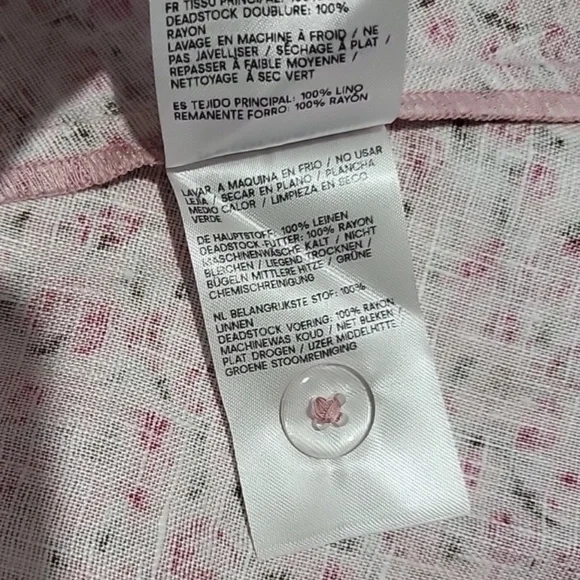 FR TISSU PRINCIPAL: 100%
DEADSTOCK DOUBLURE: 100%
RAYON
LAVAGE EN MACHINE À FROID / NE
PAS JAVELLISER / SÉCHAGE À PLAT /
REPASSER À FAIBLE MOYENNE /
NETTOYAGE À SEC VERT
ES TEJIDO PRINCIPAL: 100% LINO
REMANENTE FORRO: 100% RAYÓN
LAVAR A MAQUINA EN FRIO / NO USAR
LEJÍA / SECAR EN PLANO / PLANCHA
MEDIO CALOR / LIMPIEZA EN SECO
VERDE
DE HAUPTSTOFF: 100% LEINEN
DEADSTOCK-FUTTER: 100% RAYON
MASCHINENWÄSCHE KALT / NICHT
BLEICHEN / LIEGEND TROCKNEN /
BÜGELN MITTLERE HITZE / GRÜNE
CHEMISCHREINIGUNG
NL BELANGRIJKSTE STOF: 100%
LINNEN
DEADSTOCK VOERING: 100% RAYON
MACHINEWAS KOUD / NIET BLEKEN /
PLAT DROGEN / IJZER MIDDELHITTE /
GROENE STOOMREINIGING